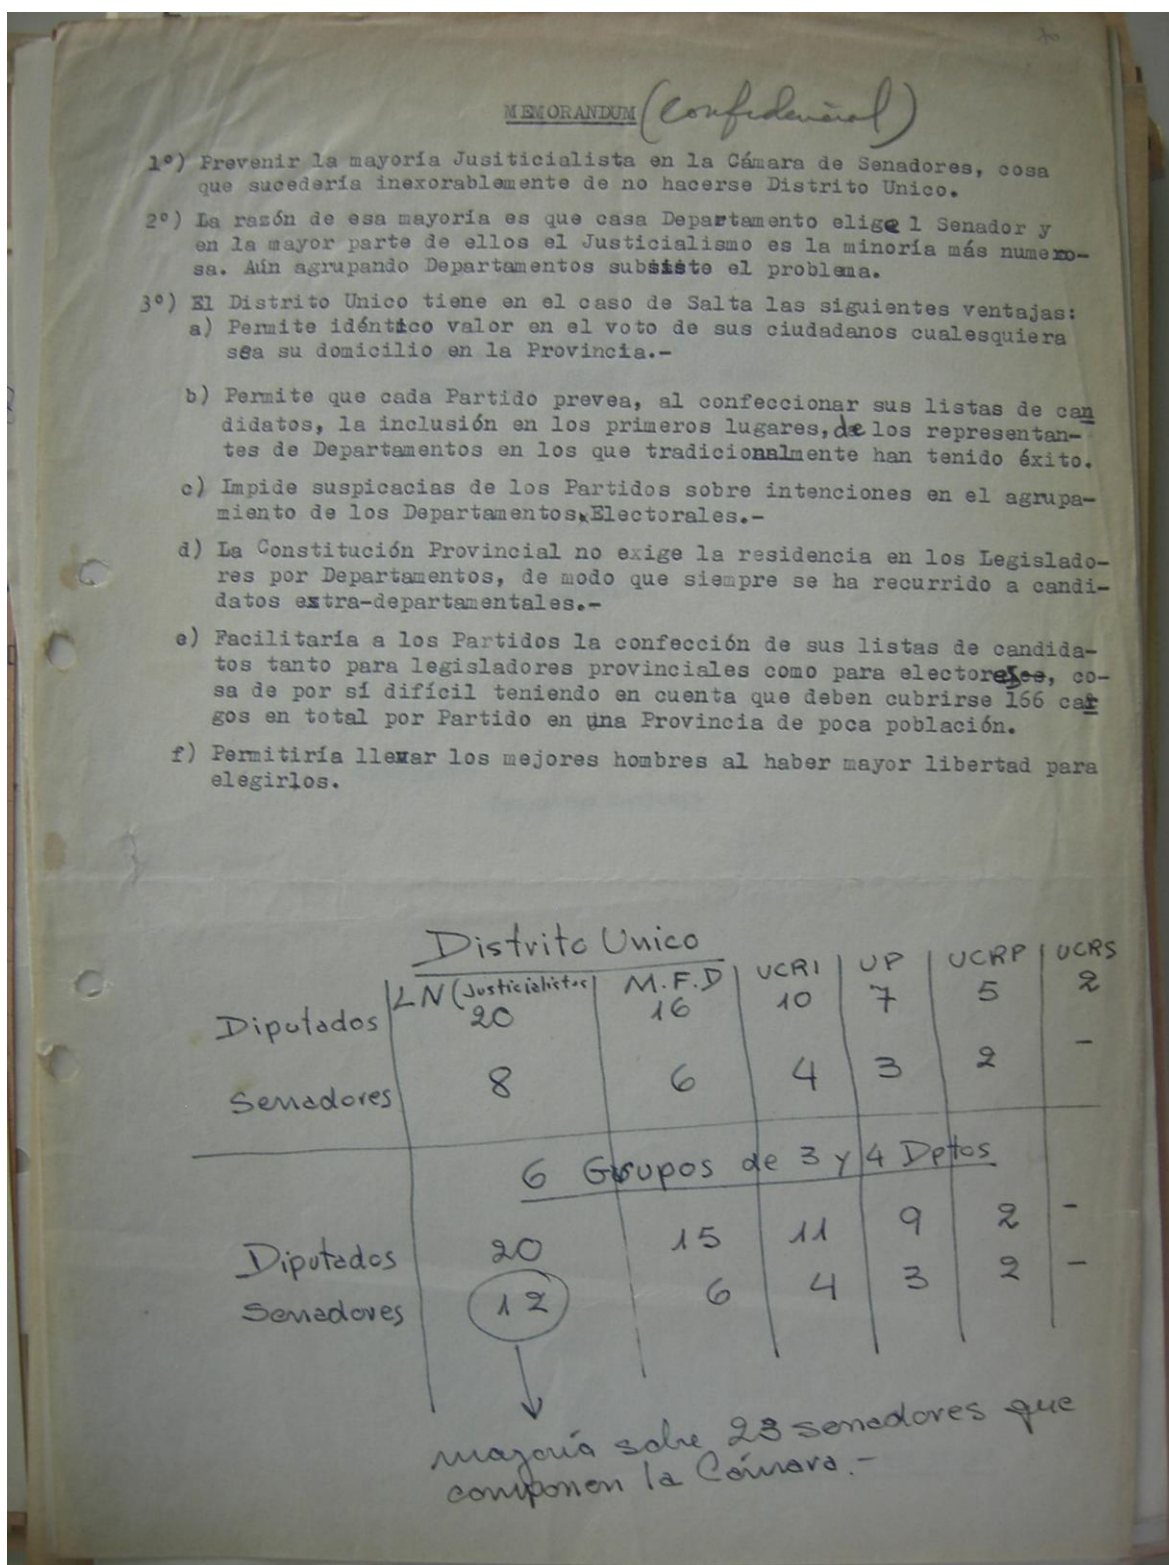 MEMORANDUM (Confidencial)
1º) Prevenir la mayoría Jusiticialista en la Cámara de Senadores, cosa
que sucedería inexorablemente de no hacerse Distrito Unico.
2º) La razón de esa mayoría es que casa Departamento elige 1 Senador y
en la mayor parte de ellos el Justicialismo es la minoría más numero-
sa. Aún agrupando Departamentos subsiste el problema.
3º) El Distrito Unico tiene en el caso de Salta las siguientes ventajas:
a) Permite idéntico valor en el voto de sus ciudadanos cualesquiera
sea su domicilio en la Provincia.-
b) Permite que cada Partido prevea, al confeccionar sus listas de can
didatos, la inclusión en los primeros lugares, de los representan-
tes de Departamentos en los que tradicionalmente han tenido éxito.
c) Impide suspicacias de los Partidos sobre intenciones en el agrupa-
miento de los Departamentos Electorales.-
d) La Constitución Provincial no exige la residencia en los Legislado-
res por Departamentos, de modo que siempre se ha recurrido a candi-
datos extra-departamentales.-
e) Facilitaría a los Partidos la confección de sus listas de candida-
tos tanto para legisladores provinciales como para electores, co-
sa de por sí difícil teniendo en cuenta que deben cubrirse 166 car
gos en total por Partido en una Provincia de poca población.
f) Permitiría llevar los mejores hombres al haber mayor libertad para
elegirlos.
Distrito Unico
LN (Justicialistas) M.F.D UCRI UP UCRP UCRS
Diputados 20 16 10 7 5 2
Senadores 8 6 4 3 2 -
6 Grupos de 3 y 4 Dptos
Diputados 20 15 11 9 2 -
Senadores 12 6 4 3 2 -
mayoría sobre 23 senadores que
componen la Cámara.-